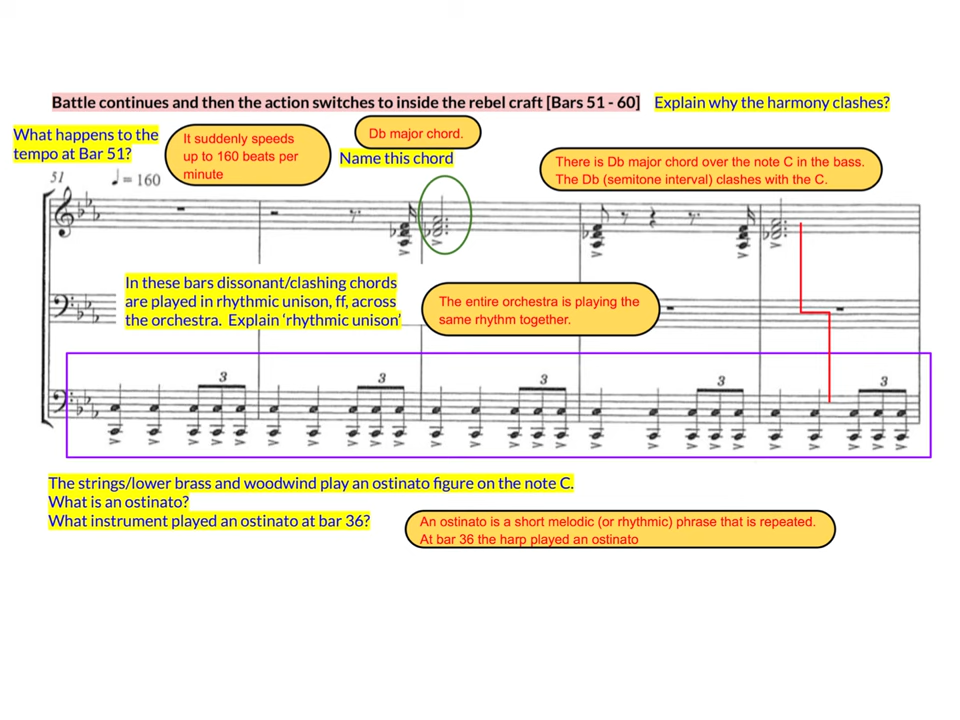 Battle continues and then the action switches to inside the rebel craft [Bars 51 - 60]
Explain why the harmony clashes?
What happens to the
tempo at Bar 51?
It suddenly speeds
up to 160 beats per
minute
Db major chord.
Name this chord
There is Db major chord over the note C in the bass.
The Db (semitone interval) clashes with the C.
51
♩ = 160
In these bars dissonant/clashing chords
are played in rhythmic unison, ff, across
the orchestra.  Explain ‘rhythmic unison’
The entire orchestra is playing the
same rhythm together.
3
3
3
3
3
The strings/lower brass and woodwind play an ostinato figure on the note C.
What is an ostinato?
What instrument played an ostinato at bar 36?
An ostinato is a short melodic (or rhythmic) phrase that is repeated.
At bar 36 the harp played an ostinato